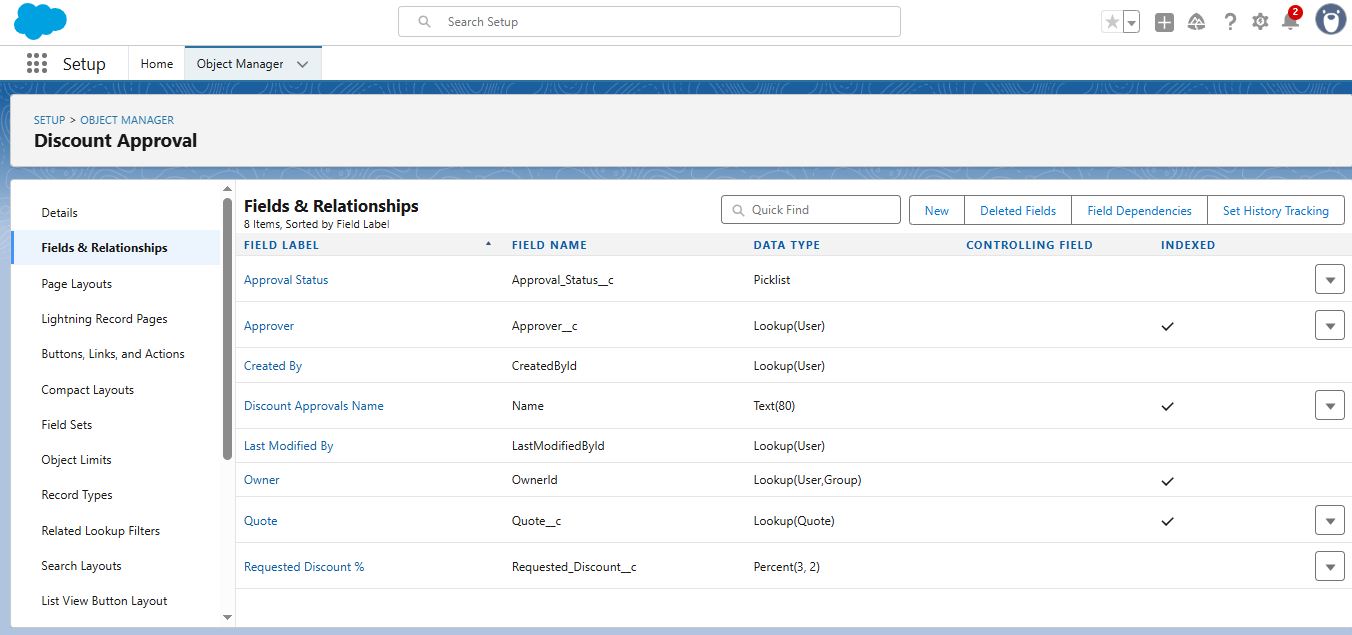 Search Setup
2
Setup
Home
Object Manager
SETUP > OBJECT MANAGER
Discount Approval
Details
Fields & Relationships
Page Layouts
Lightning Record Pages
Buttons, Links, and Actions
Compact Layouts
Field Sets
Object Limits
Record Types
Related Lookup Filters
Search Layouts
List View Button Layout
Fields & Relationships
8 Items, Sorted by Field Label
Quick Find
New
Deleted Fields
Field Dependencies
Set History Tracking
FIELD LABEL FIELD NAME DATA TYPE CONTROLLING FIELD INDEXED
Approval Status Approval_Status__c Picklist
Approver Approver__c Lookup(User)
Created By CreatedById Lookup(User)
Discount Approvals Name Name Text(80)
Last Modified By LastModifiedById Lookup(User)
Owner OwnerId Lookup(User,Group)
Quote Quote__c Lookup(Quote)
Requested Discount % Requested_Discount__c Percent(3, 2)